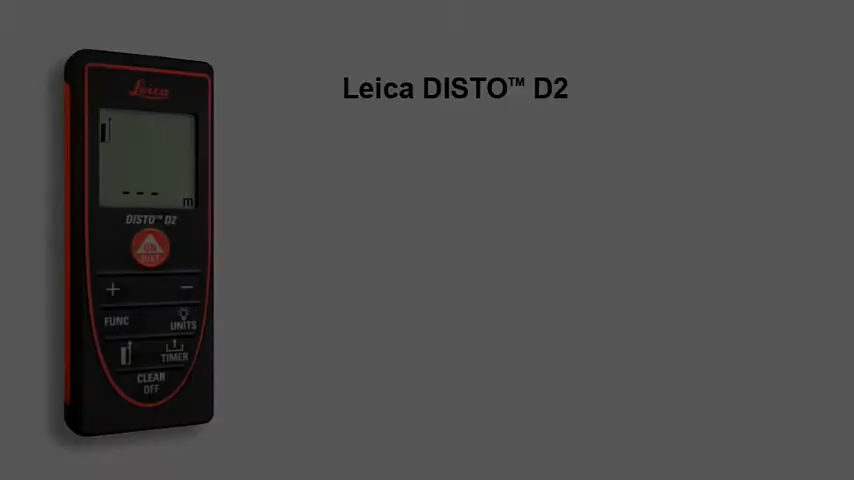 Leica DISTO™ D2
Leica
- - -
m
DISTO™ D2
ON
DIST
+ −
FUNC UNITS
TIMER
CLEAR
OFF